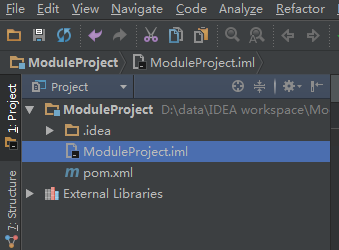 File Edit View Navigate Code Analyze Refactor
ModuleProject ModuleProject.iml
Project
1: Project
ModuleProject D:\data\IDEA workspace\Mo
.idea
ModuleProject.iml
pom.xml
External Libraries
7: Structure